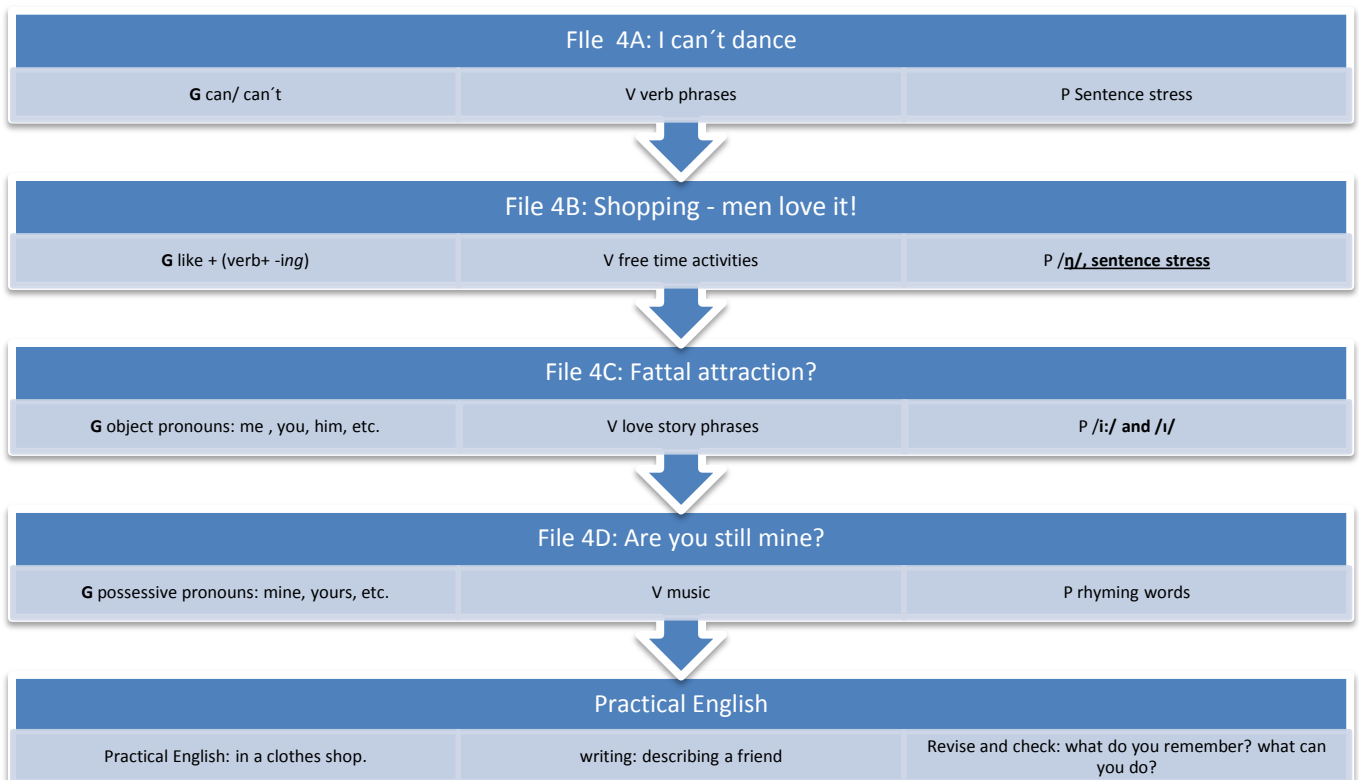 FIle 4A: I can´t dance
G can/ can´t
V verb phrases
P Sentence stress
File 4B: Shopping - men love it!
G like + (verb+ -ing)
V free time activities
P /ŋ/, sentence stress
File 4C: Fattal attraction?
G object pronouns: me , you, him, etc.
V love story phrases
P /i:/ and /ı/
File 4D: Are you still mine?
G possessive pronouns: mine, yours, etc.
V music
P rhyming words
Practical English
Practical English: in a clothes shop.
writing: describing a friend
Revise and check: what do you remember? what can
you do?